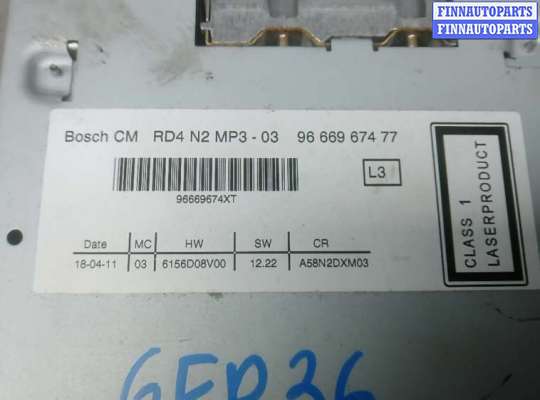 FINNAUTOPARTS
FINNAUTOPARTS
Bosch CM RD4 N2 MP3 - 03 96 669 674 77
L3
96669674XT
Date MC HW SW CR
18-04-11 03 6156D08V00 12.22 A58N2DXM03
CLASS 1
LASERPRODUCT